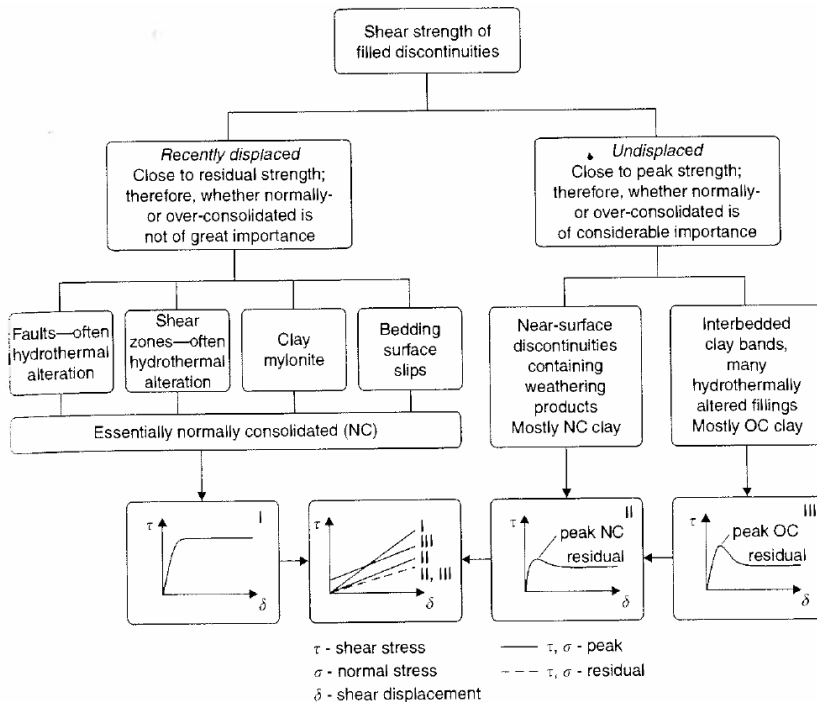 Shear strength of
filled discontinuities
Recently displaced
Close to residual strength;
therefore, whether normally-
or over-consolidated is
not of great importance
Undisplaced
Close to peak strength;
therefore, whether normally-
or over-consolidated is
of considerable importance
Faults—often
hydrothermal
alteration
Shear
zones—often
hydrothermal
alteration
Clay
mylonite
Bedding
surface
slips
Near-surface
discontinuities
containing
weathering
products
Mostly NC clay
Interbedded
clay bands,
many
hydrothermally
altered fillings
Mostly OC clay
Essentially normally consolidated (NC)
I
τ
δ
τ
I
III
II
II, III
δ
II
τ
peak NC
residual
δ
III
τ
peak OC
residual
δ
τ - shear stress
σ - normal stress
δ - shear displacement
τ, σ - peak
τ, σ - residual